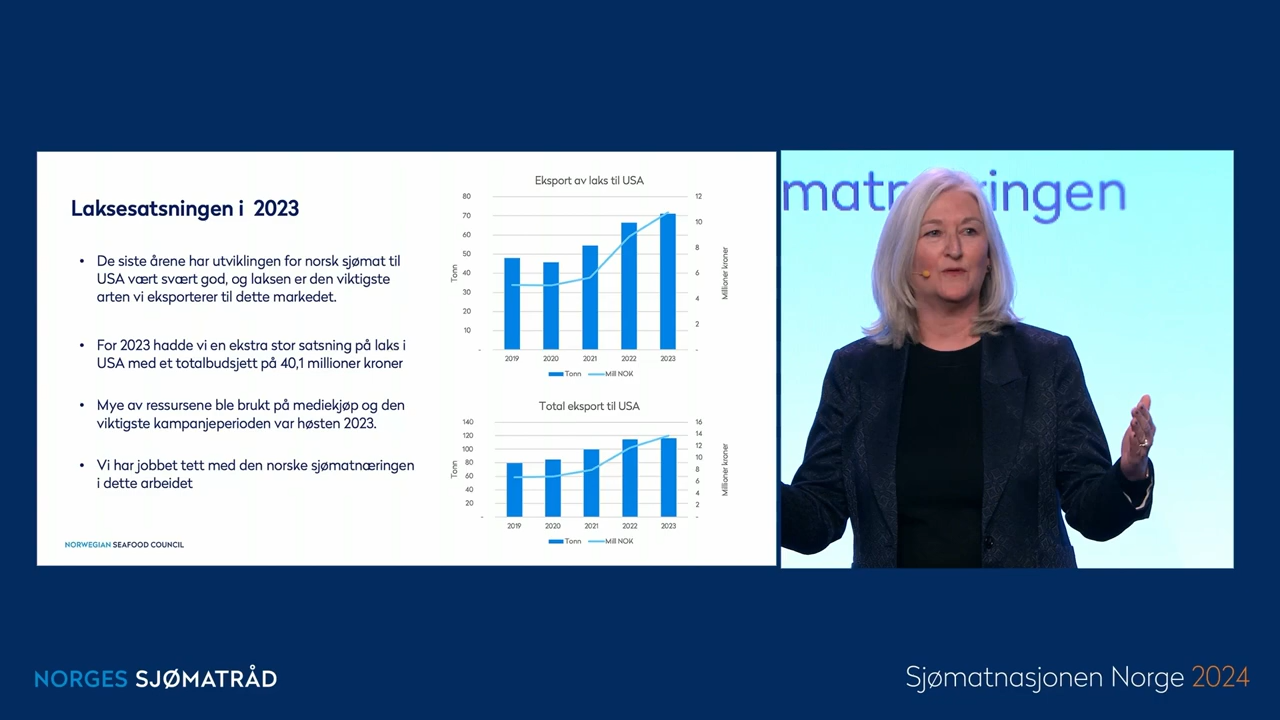 Laksesatsningen i 2023
• De siste årene har utviklingen for norsk sjømat til
USA vært svært god, og laksen er den viktigste
arten vi eksporterer til dette markedet.
• For 2023 hadde vi en ekstra stor satsning på laks i
USA med et totalbudsjett på 40,1 millioner kroner
• Mye av ressursene ble brukt på mediekjøp og den
viktigste kampanjeperioden var høsten 2023.
• Vi har jobbet tett med den norske sjømatnæringen
i dette arbeidet
NORWEGIAN SEAFOOD COUNCIL
Eksport av laks til USA
80
70
60
50
40
30
20
10
-
Tonn
12
10
8
6
4
2
-
Millioner kroner
2019 2020 2021 2022 2023
Tonn Mill NOK
Total eksport til USA
140
120
100
80
60
40
20
-
Tonn
16
14
12
10
8
6
4
2
-
Millioner kroner
2019 2020 2021 2022 2023
Tonn Mill NOK
NORGES SJØMATRÅD
Sjømatnasjonen Norge 2024